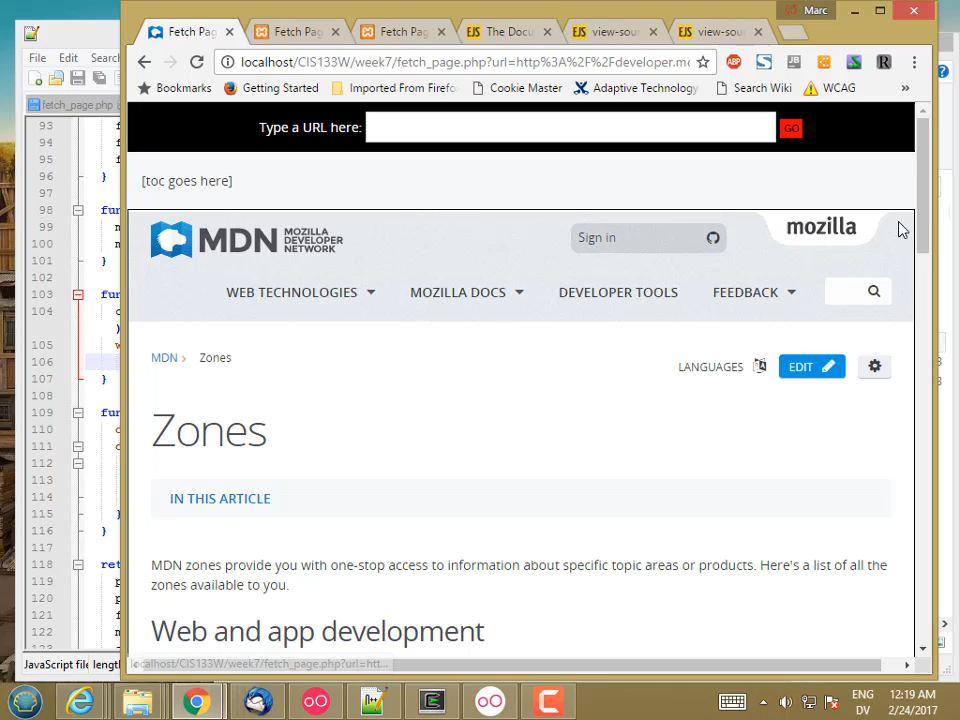 Marc
Fetch Pag
Fetch Pag
Fetch Pag
EJS The Docu
EJS view-sour
EJS view-sour
File Edit Search
localhost/CIS133W/week7/fetch_page.php?url=http%3A%2F%2Fdeveloper.mo
Bookmarks
Getting Started
Imported From Firefo
Cookie Master
Adaptive Technology
Search Wiki
WCAG
fetch_page.php
Type a URL here:
GO
[toc goes here]
MDN MOZILLA DEVELOPER NETWORK
Sign in
mozilla
WEB TECHNOLOGIES
MOZILLA DOCS
DEVELOPER TOOLS
FEEDBACK
MDN
Zones
LANGUAGES
EDIT
Zones
IN THIS ARTICLE
MDN zones provide you with one-stop access to information about specific topic areas or products. Here's a list of all the
zones available to you.
Web and app development
localhost/CIS133W/week7/fetch_page.php?url=htt...
93 f
94 f
95 f
96 }
97
98 fun
99 m
100 m
101 }
102
103 fun
104 c
)
105 w
106
107 }
108
109 fun
110 c
111 c
112
113
114
115 }
116 }
117
118 ret
119 p
120 p
121 f
122 m
JavaScript file length
ENG
DV
12:19 AM
2/24/2017